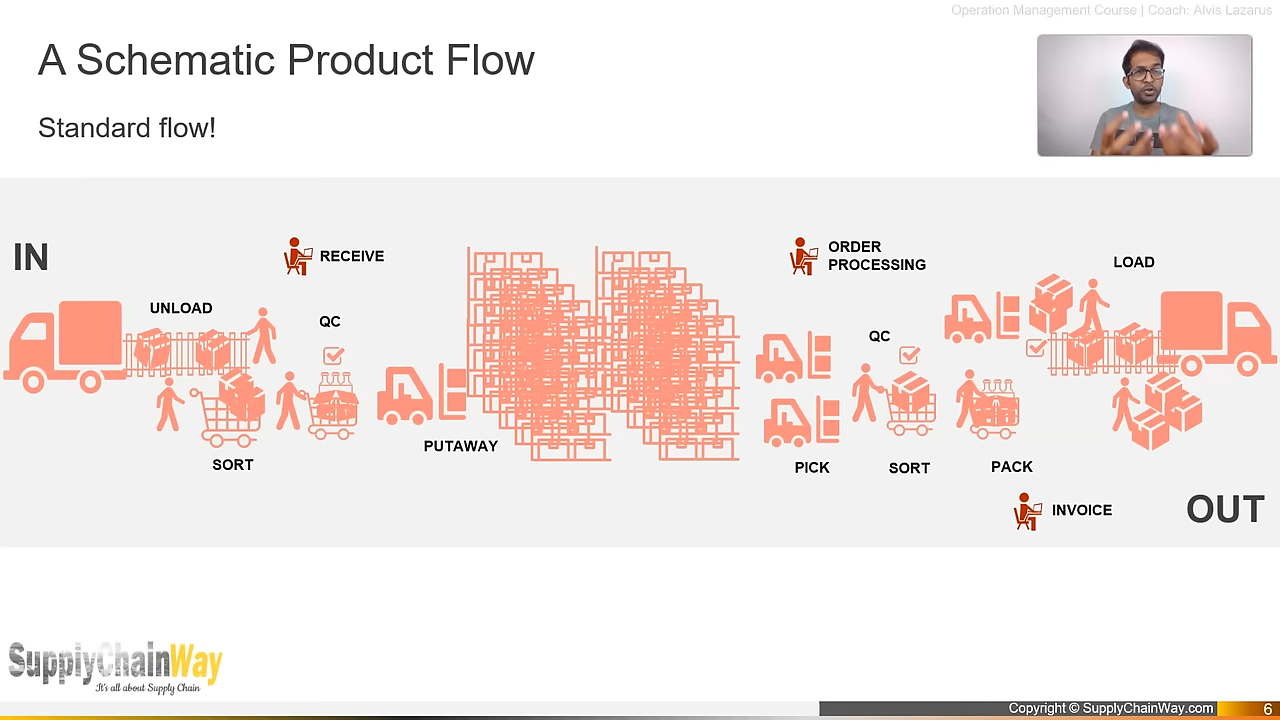 Operation Management Course | Coach: Alvis Lazarus
A Schematic Product Flow
Standard flow!
IN
RECEIVE
UNLOAD
QC
SORT
PUTAWAY
ORDER
PROCESSING
LOAD
QC
PICK
SORT
PACK
INVOICE
OUT
SupplyChainWay
It's all about Supply Chain
Copyright © SupplyChainWay.com
6